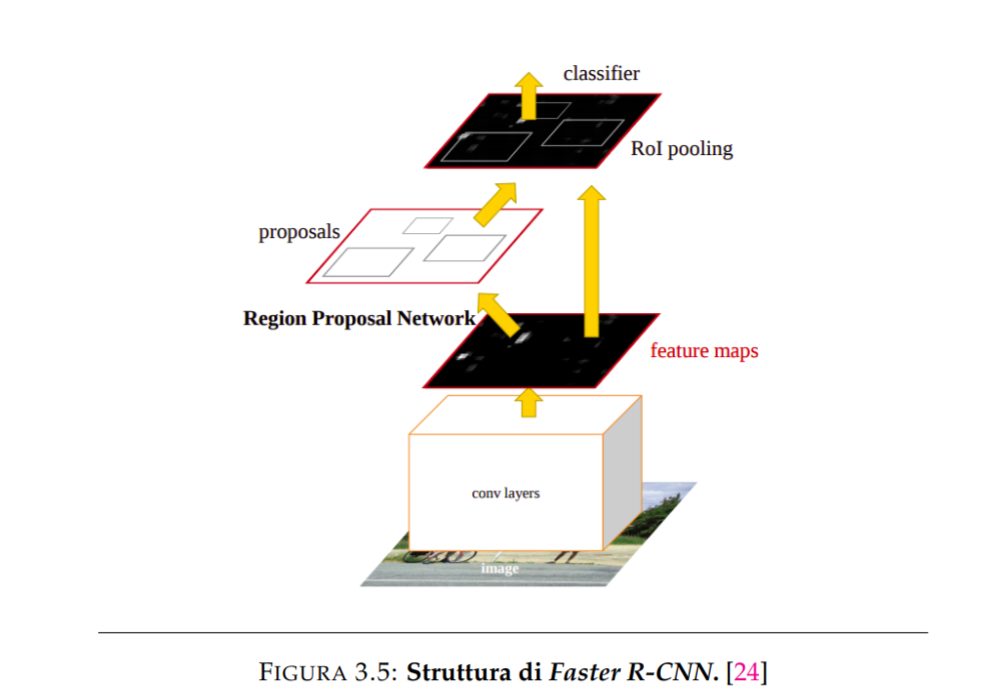 classifier
RoI pooling
proposals
Region Proposal Network
feature maps
conv layers
image
FIGURA 3.5: Struttura di Faster R-CNN. [24]